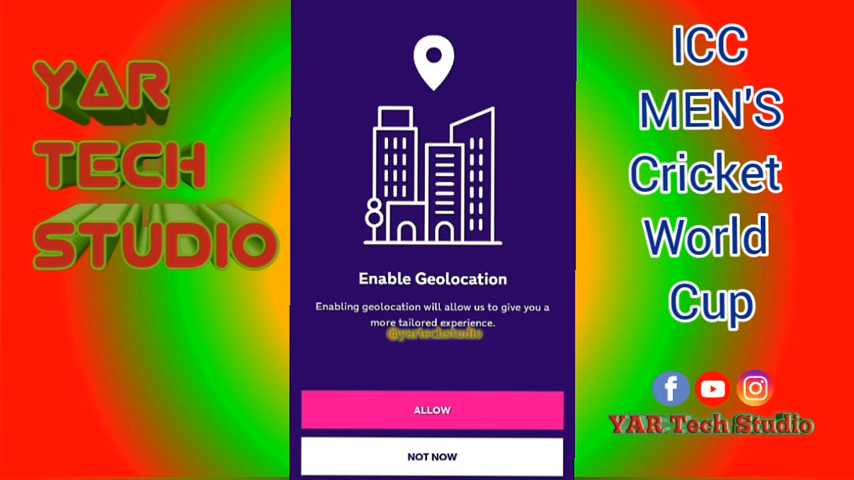 YAR
TECH
STUDIO
Enable Geolocation
Enabling geolocation will allow us to give you a
more tailored experience.
@yartechstudio
ALLOW
NOT NOW
ICC
MEN'S
Cricket
World
Cup
YAR Tech Studio